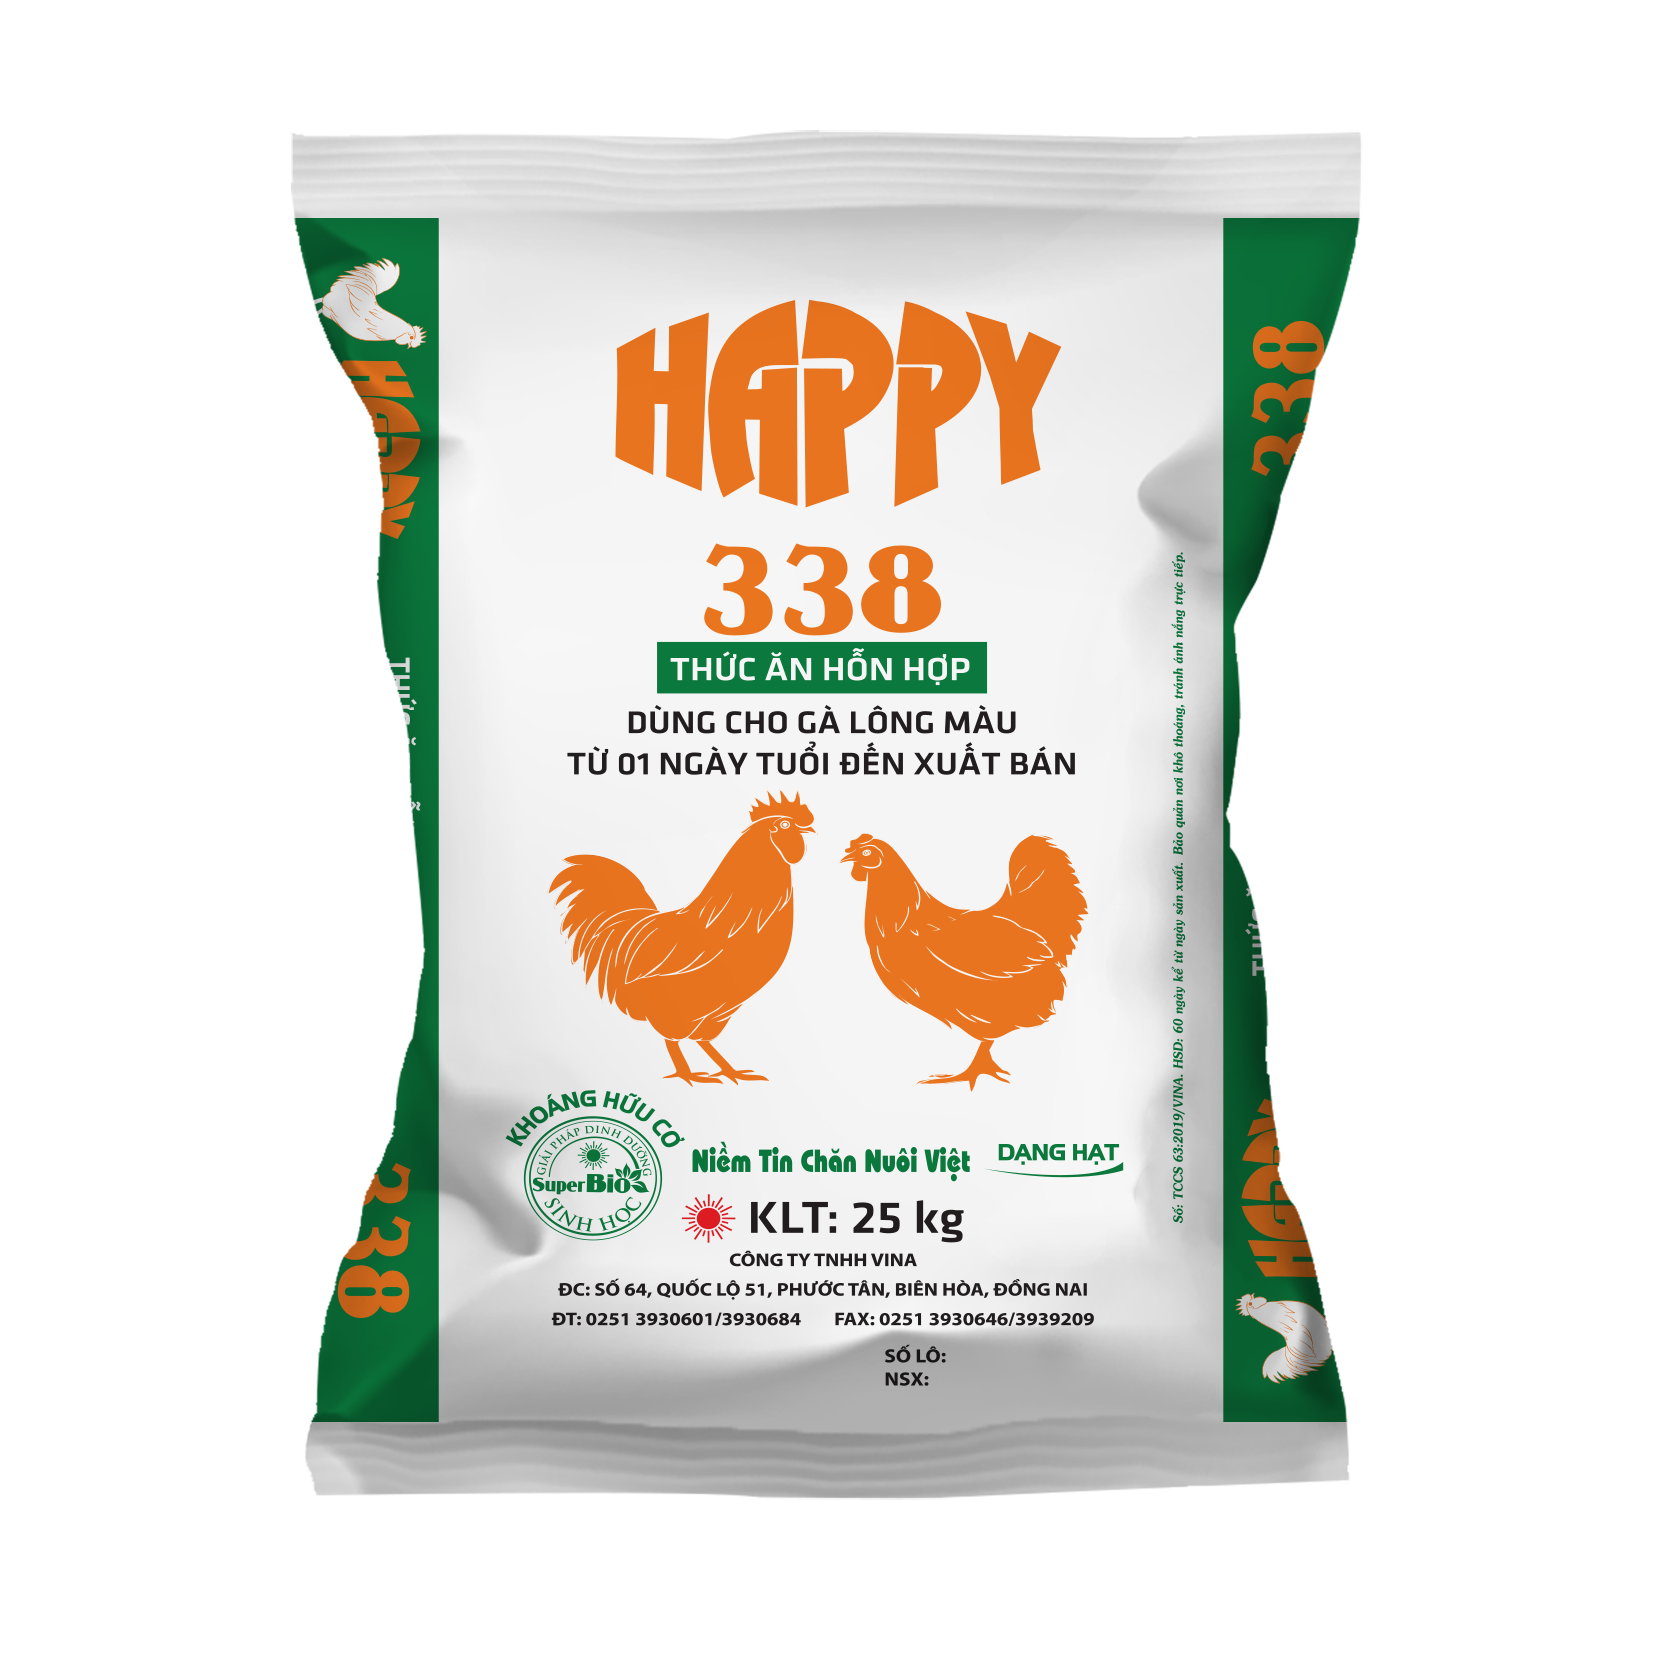 HAPPY
338
THỨC ĂN HỖN HỢP
DÙNG CHO GÀ LÔNG MÀU
TỪ 01 NGÀY TUỔI ĐẾN XUẤT BÁN
KHOÁNG HỮU CƠ
GIẢI PHÁP DINH DƯỠNG
SuperBio
SINH HỌC
Niềm Tin Chăn Nuôi Việt
DẠNG HẠT
KLT: 25 kg
CÔNG TY TNHH VINA
ĐC: SỐ 64, QUỐC LỘ 51, PHƯỚC TÂN, BIÊN HÒA, ĐỒNG NAI
ĐT: 0251 3930601/3930684 FAX: 0251 3930646/3939209
SỐ LÔ:
NSX:
Số: TCCS 63:2019/VINA. HSD: 60 ngày kể từ ngày sản xuất. Bảo quản nơi khô thoáng, tránh ánh nắng trực tiếp.
HAPPY
338
338
HAPPY